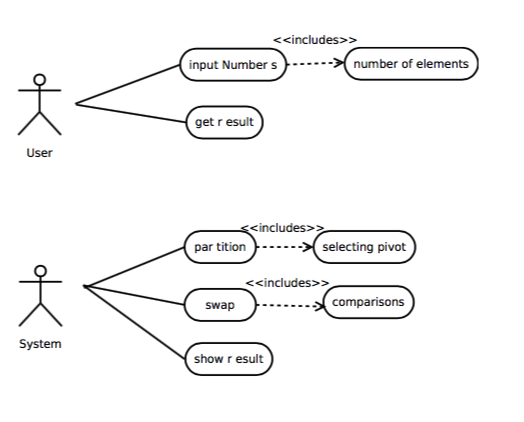 <<includes>>
input Number s
number of elements
get r esult
User
<<includes>>
par tition
selecting pivot
<<includes>>
swap
comparisons
System
show r esult